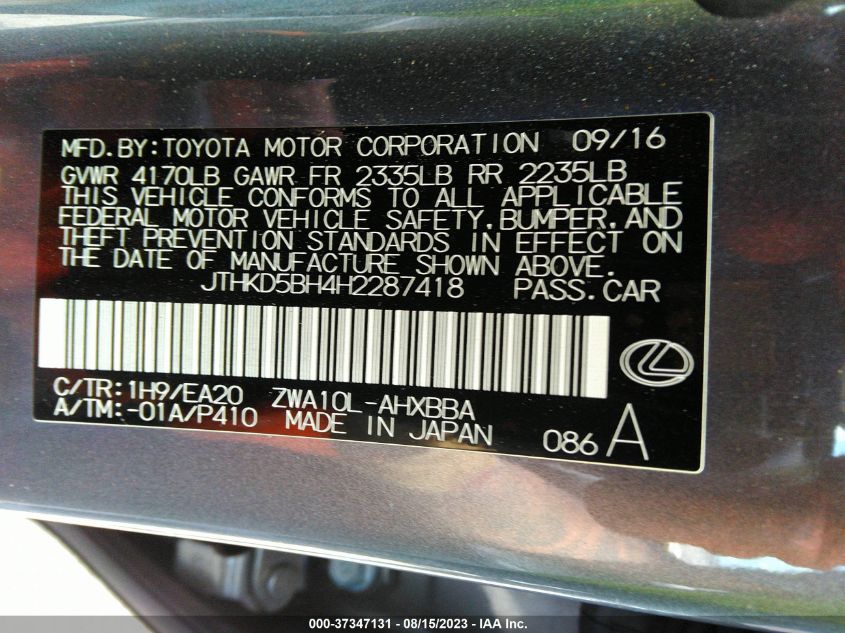 MFD.BY:TOYOTA MOTOR CORPORATION 09/16
GVWR 4170LB GAWR FR 2335LB RR 2235LB
THIS VEHICLE CONFORMS TO ALL APPLICABLE
FEDERAL MOTOR VEHICLE SAFETY,BUMPER,AND
THEFT PREVENTION STANDARDS IN EFFECT ON
THE DATE OF MANUFACTURE SHOWN ABOVE.
JTHKD5BH4H2287418 PASS.CAR
C/TR:1H9/EA20 ZWA10L-AHXBBA
A/TM:-01A/P410 MADE IN JAPAN 086 A
000-37347131 - 08/15/2023 - IAA Inc.